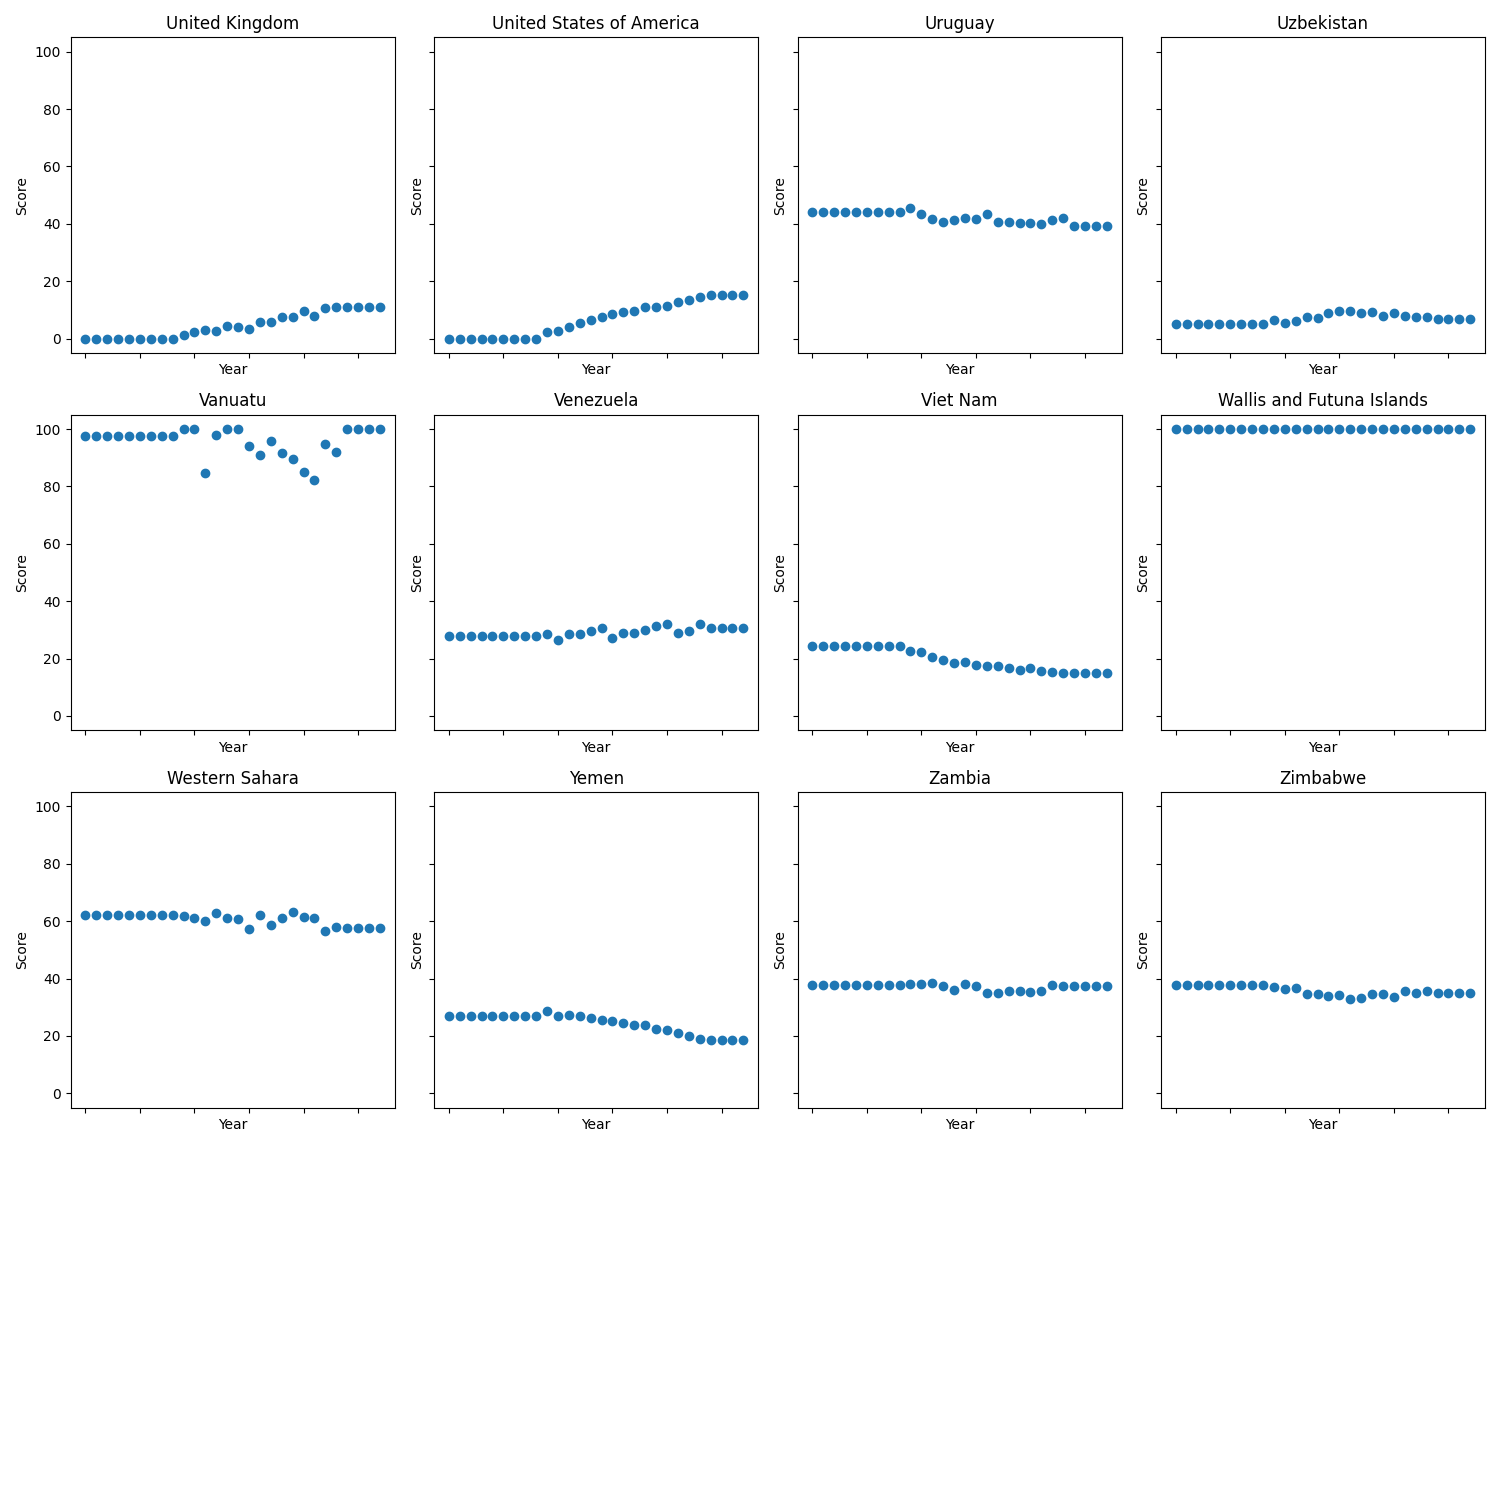 United Kingdom
United States of America
Uruguay
Uzbekistan
100
80
60
40
20
0
Score
Score
Score
Score
Year
Year
Year
Year
Vanuatu
Venezuela
Viet Nam
Wallis and Futuna Islands
100
80
60
40
20
0
Score
Score
Score
Score
Year
Year
Year
Year
Western Sahara
Yemen
Zambia
Zimbabwe
100
80
60
40
20
0
Score
Score
Score
Score
Year
Year
Year
Year